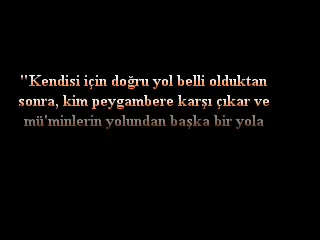 "Kendisi için doğru yol belli olduktan
sonra, kim peygambere karşı çıkar ve
mü'minlerin yolundan başka bir yola